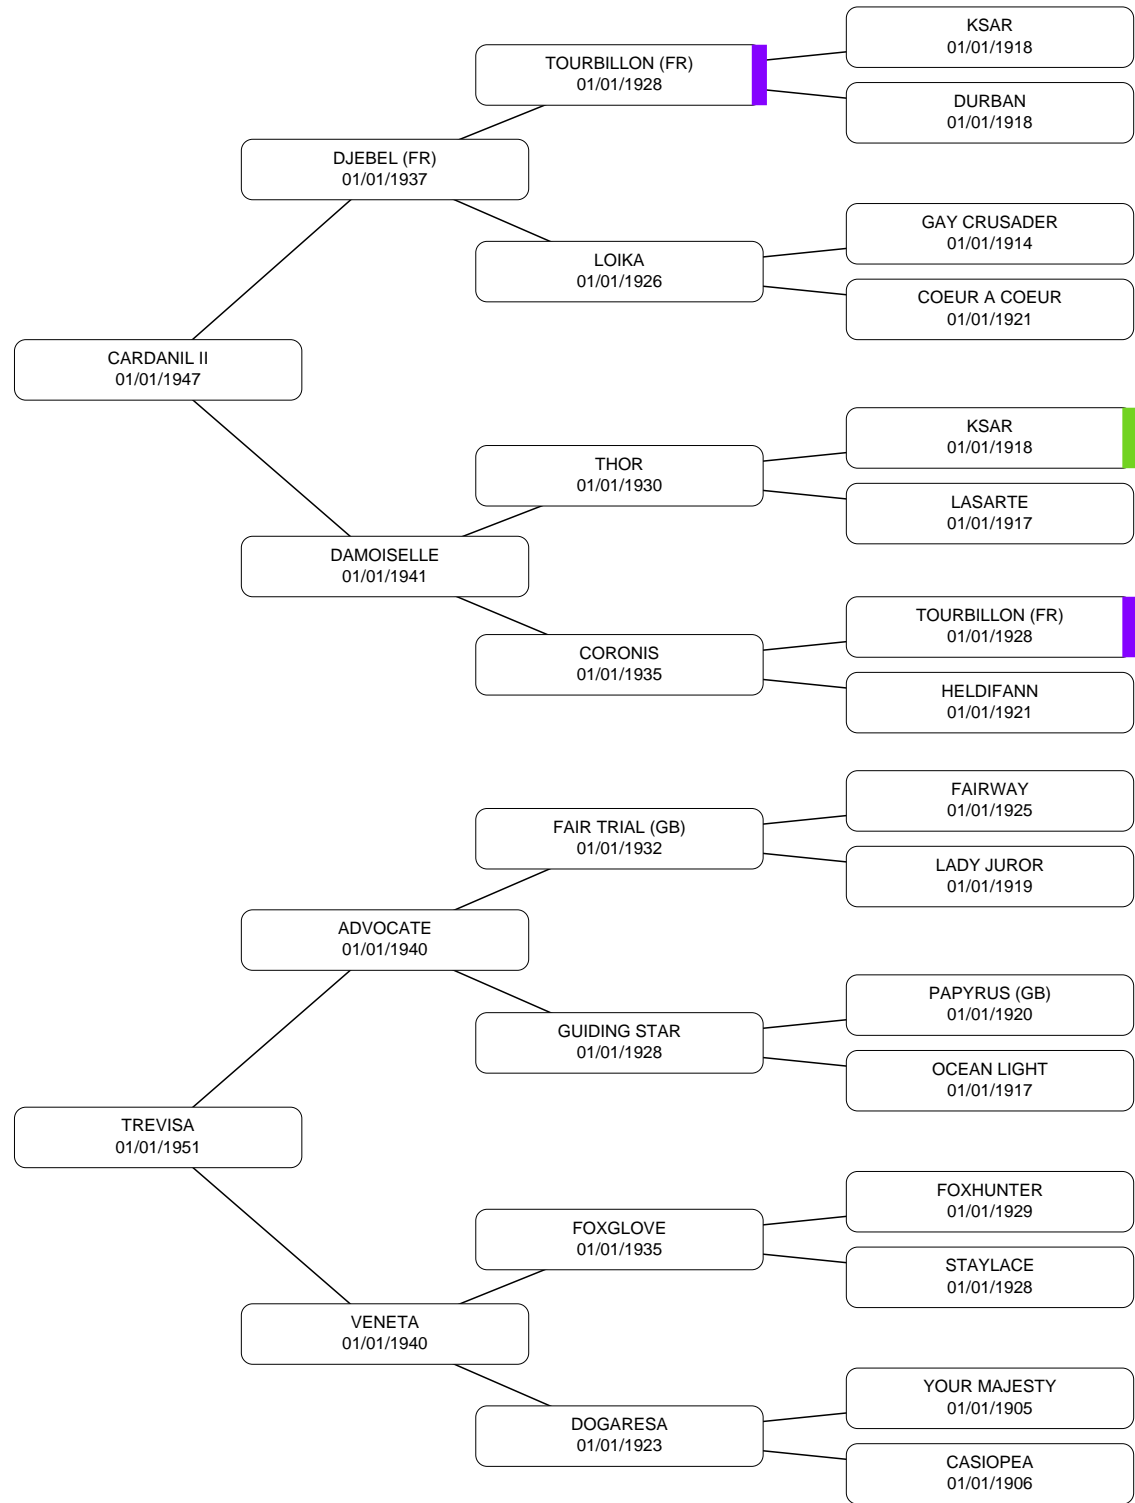 KSAR
01/01/1918
TOURBILLON (FR)
01/01/1928
DURBAN
01/01/1918
DJEBEL (FR)
01/01/1937
GAY CRUSADER
01/01/1914
LOIKA
01/01/1926
COEUR A COEUR
01/01/1921
CARDANIL II
01/01/1947
KSAR
01/01/1918
THOR
01/01/1930
LASARTE
01/01/1917
DAMOISELLE
01/01/1941
TOURBILLON (FR)
01/01/1928
CORONIS
01/01/1935
HELDIFANN
01/01/1921
FAIRWAY
01/01/1925
FAIR TRIAL (GB)
01/01/1932
LADY JUROR
01/01/1919
ADVOCATE
01/01/1940
PAPYRUS (GB)
01/01/1920
GUIDING STAR
01/01/1928
OCEAN LIGHT
01/01/1917
TREVISA
01/01/1951
FOXHUNTER
01/01/1929
FOXGLOVE
01/01/1935
STAYLACE
01/01/1928
VENETA
01/01/1940
YOUR MAJESTY
01/01/1905
DOGARESA
01/01/1923
CASIOPEA
01/01/1906